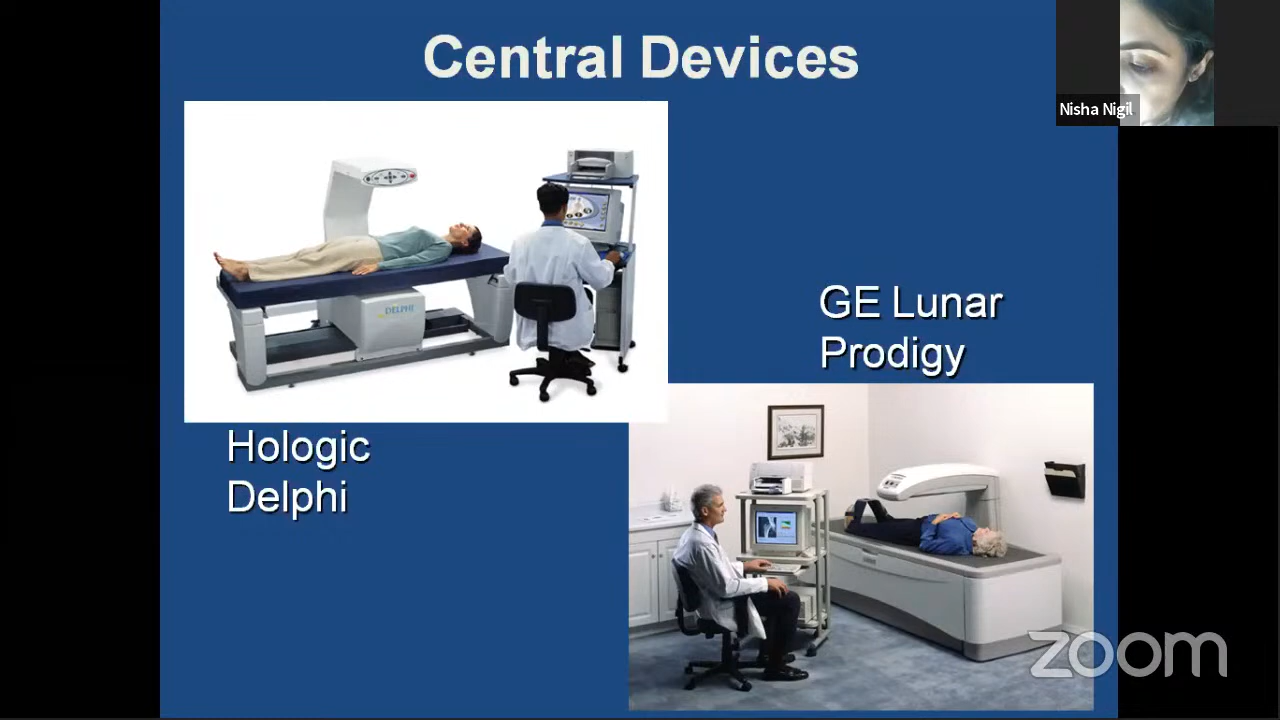 Central Devices
Nisha Nigil
DELPHI
GE Lunar
Prodigy
Hologic
Delphi
zoom